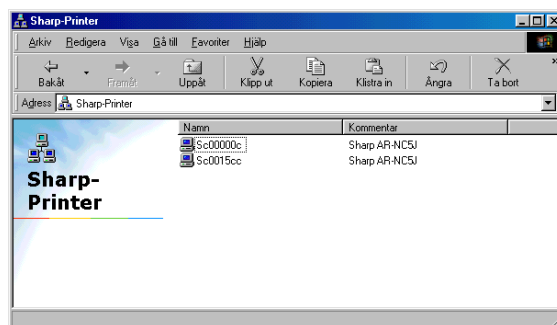 Sharp-Printer
Arkiv Redigera Visa Gå till Favoriter Hjälp
Bakåt Framåt Uppåt Klipp ut Kopiera Klistra in Ångra Ta bort »
Adress Sharp-Printer
Namn Kommentar
Sc00000c Sharp AR-NC5J
Sc0015cc Sharp AR-NC5J
Sharp-
Printer